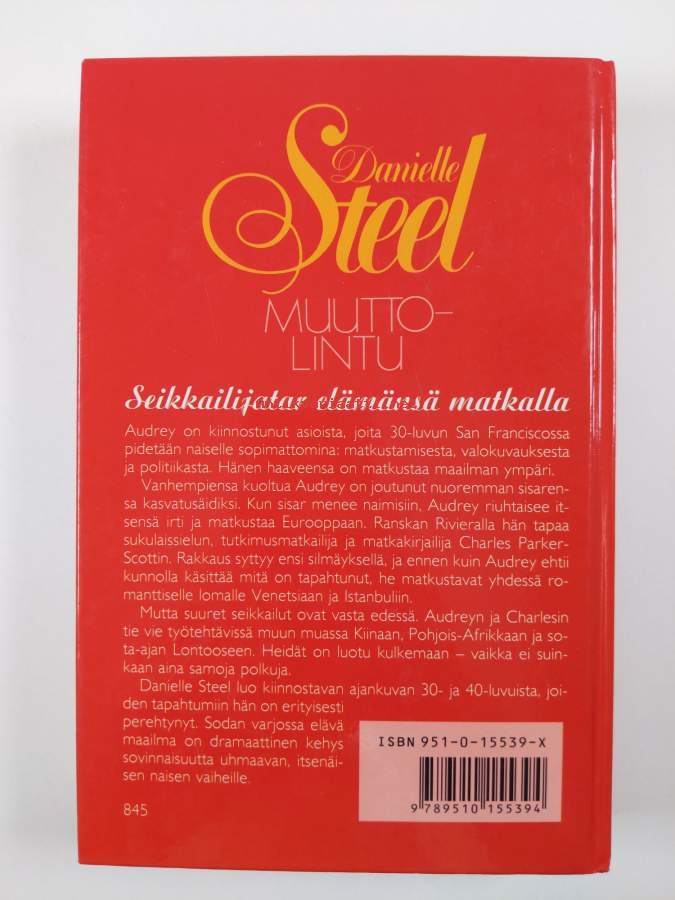 Danielle
Steel
MUUTTO-
LINTU
Seikkailijatar elämänsä matkalla
Audrey on kiinnostunut asioista, joita 30-luvun San Franciscossa
pidetään naiselle sopimattomina: matkustamisesta, valokuvauksesta
ja politiikasta. Hänen haaveensa on matkustaa maailman ympäri.
Vanhempiensa kuoltua Audrey on joutunut nuoremman sisaren-
sa kasvatusäidiksi. Kun sisar menee naimisiin, Audrey riuhtaisee it-
sensä irti ja matkustaa Eurooppaan. Ranskan Rivieralla hän tapaa
sukulaissielun, tutkimusmatkailija ja matkakirjailija Charles Parker-
Scottin. Rakkaus syttyy ensi silmäyksellä, ja ennen kuin Audrey ehtii
kunnolla käsittää mitä on tapahtunut, he matkustavat yhdessä ro-
manttiselle lomalle Venetsiaan ja Istanbuliin.
Mutta suuret seikkailut ovat vasta edessä. Audreyn ja Charlesin
tie vie työtehtävissä muun muassa Kiinaan, Pohjois-Afrikkaan ja so-
ta-ajan Lontooseen. Heidät on luotu kulkemaan – vaikka ei suin-
kaan aina samoja polkuja.
Danielle Steel luo kiinnostavan ajankuvan 30- ja 40-luvuista, joi-
den tapahtumiin hän on erityisesti
perehtynyt. Sodan varjossa elävä
maailma on dramaattinen kehys
sovinnaisuutta uhmaavan, itsenäi-
sen naisen vaiheille.
845
ISBN 951-0-15539-X
9 789510 155394